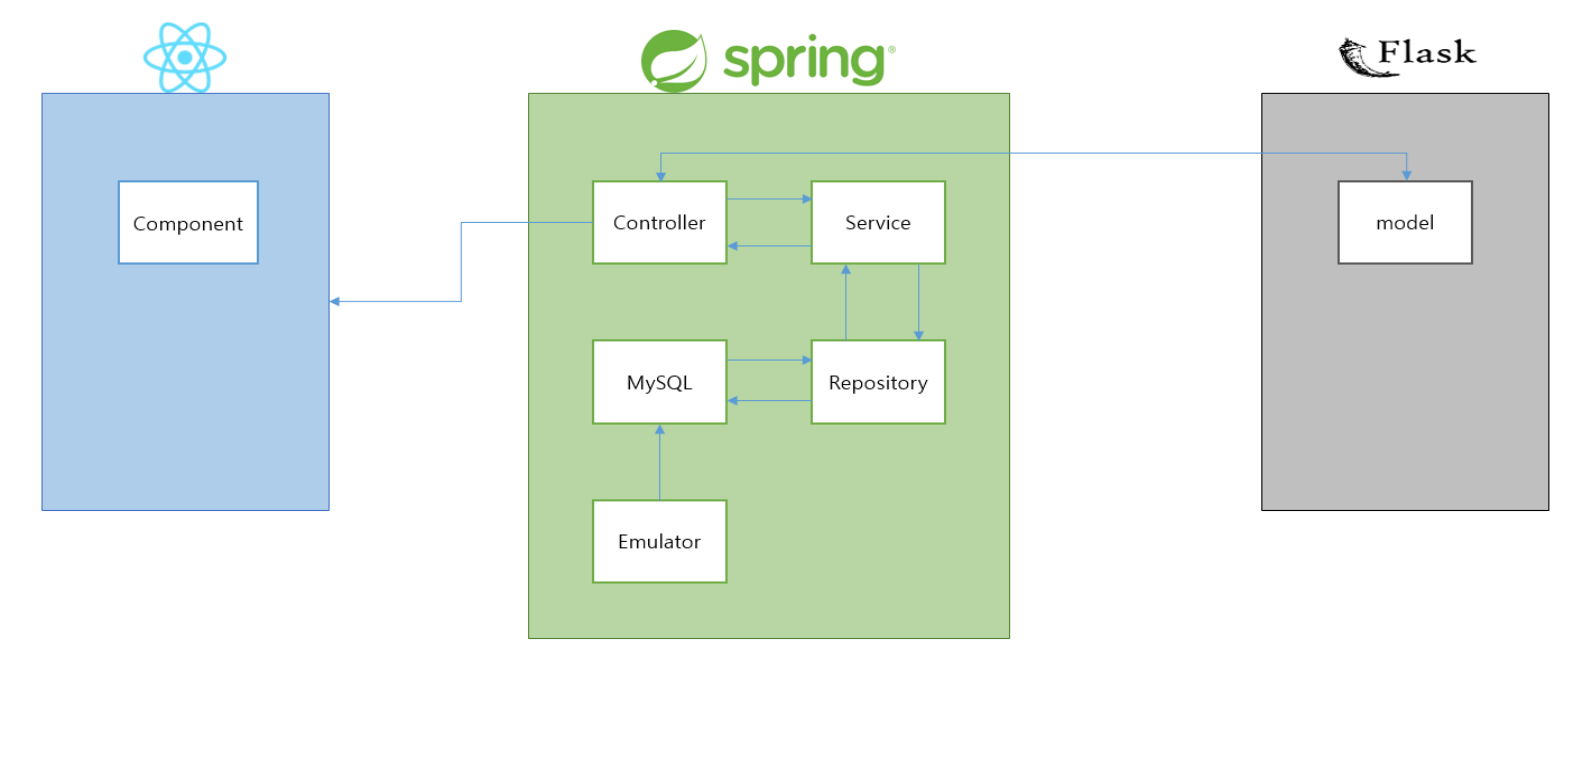 spring®
Flask
Component
Controller
Service
model
MySQL
Repository
Emulator